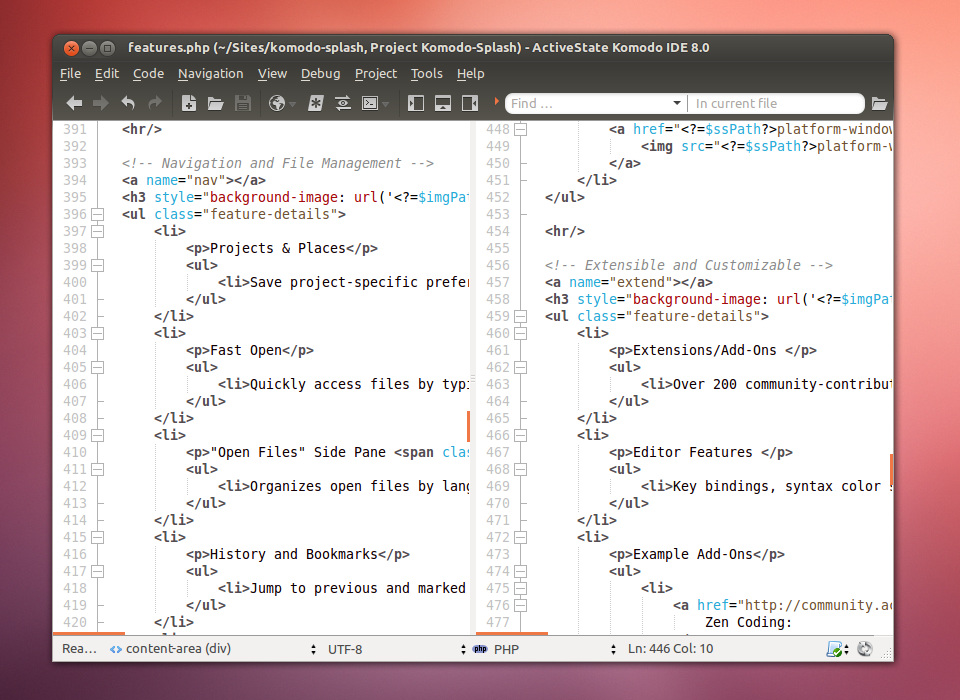 features.php (~/Sites/komodo-splash, Project Komodo-Splash) - ActiveState Komodo IDE 8.0
File Edit Code Navigation View Debug Project Tools Help
Find ... In current file
391 <hr/>
392
393 <!-- Navigation and File Management -->
394 <a name="nav"></a>
395 <h3 style="background-image: url('<?=$imgPat
396 <ul class="feature-details">
397 <li>
398 <p>Projects & Places</p>
399 <ul>
400 <li>Save project-specific prefer
401 </ul>
402 </li>
403 <li>
404 <p>Fast Open</p>
405 <ul>
406 <li>Quickly access files by typi
407 </ul>
408 </li>
409 <li>
410 <p>"Open Files" Side Pane <span clas
411 <ul>
412 <li>Organizes open files by lang
413 </ul>
414 </li>
415 <li>
416 <p>History and Bookmarks</p>
417 <ul>
418 <li>Jump to previous and marked
419 </ul>
420 </li>
448 <a href="<?=$ssPath?>platform-window
449 <img src="<?=$ssPath?>platform-w
450 </a>
451 </li>
452 </ul>
453
454 <hr/>
455
456 <!-- Extensible and Customizable -->
457 <a name="extend"></a>
458 <h3 style="background-image: url('<?=$imgPat
459 <ul class="feature-details">
460 <li>
461 <p>Extensions/Add-Ons </p>
462 <ul>
463 <li>Over 200 community-contribut
464 </ul>
465 </li>
466 <li>
467 <p>Editor Features </p>
468 <ul>
469 <li>Key bindings, syntax color
470 </ul>
471 </li>
472 <li>
473 <p>Example Add-Ons</p>
474 <ul>
475 <li>
476 <a href="http://community.ac
477 Zen Coding:
Rea... content-area (div) UTF-8 php PHP Ln: 446 Col: 10